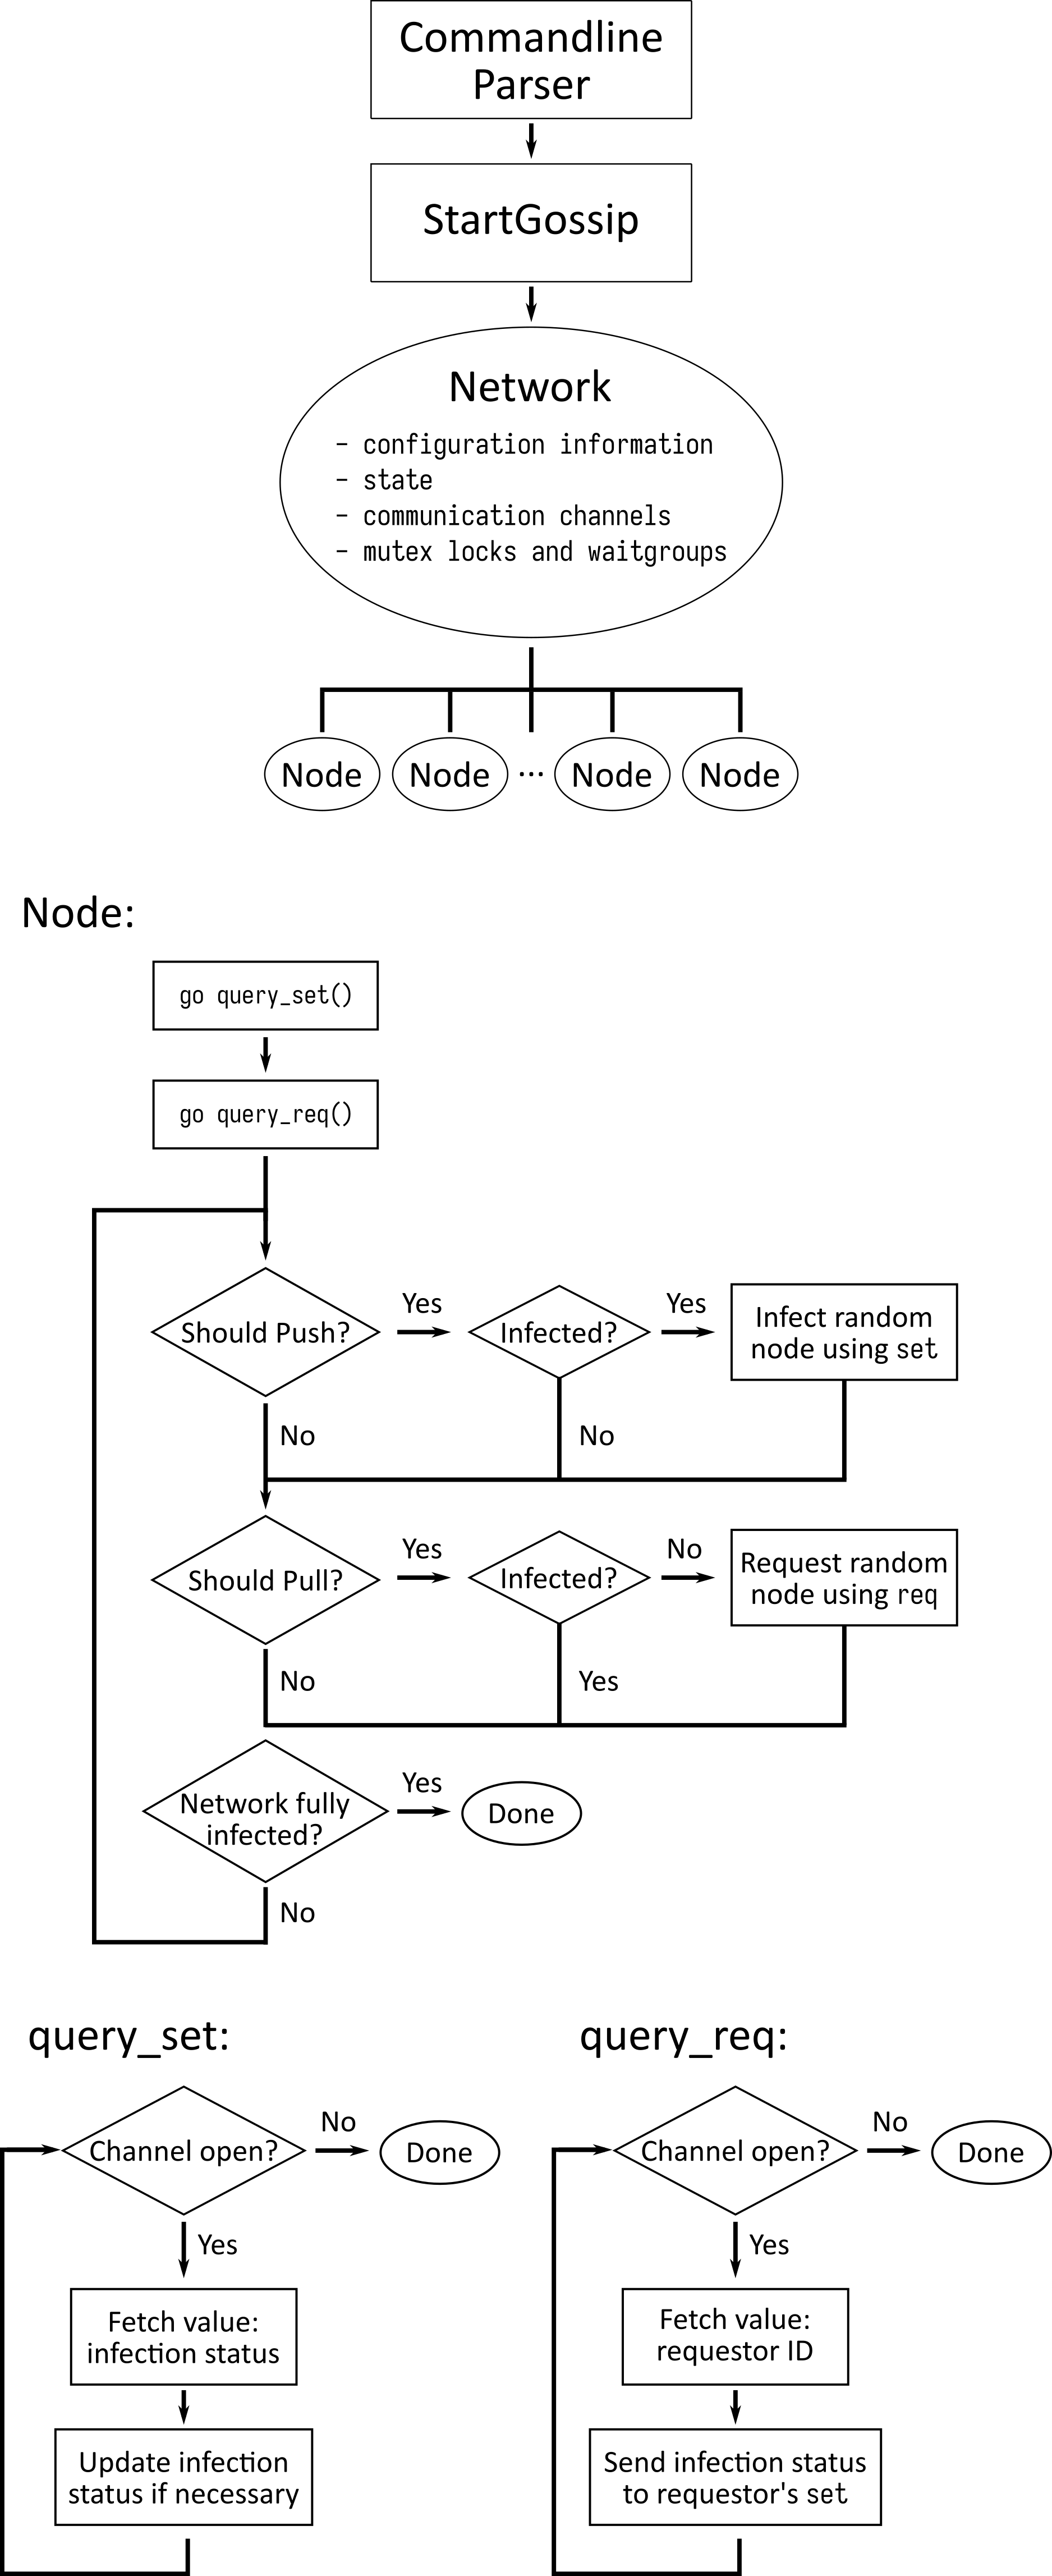 Commandline
Parser
StartGossip
Network
- configuration information
- state
- communication channels
- mutex locks and waitgroups
Node
Node
...
Node
Node
Node:
go query_set()
go query_req()
Should Push?
Yes
Infected?
Yes
Infect random
node using set
No
No
Should Pull?
Yes
Infected?
No
Request random
node using req
No
Yes
Network fully
infected?
Yes
Done
No
query_set:
Channel open?
No
Done
Yes
Fetch value:
infection status
Update infection
status if necessary
query_req:
Channel open?
No
Done
Yes
Fetch value:
requestor ID
Send infection status
to requestor's set